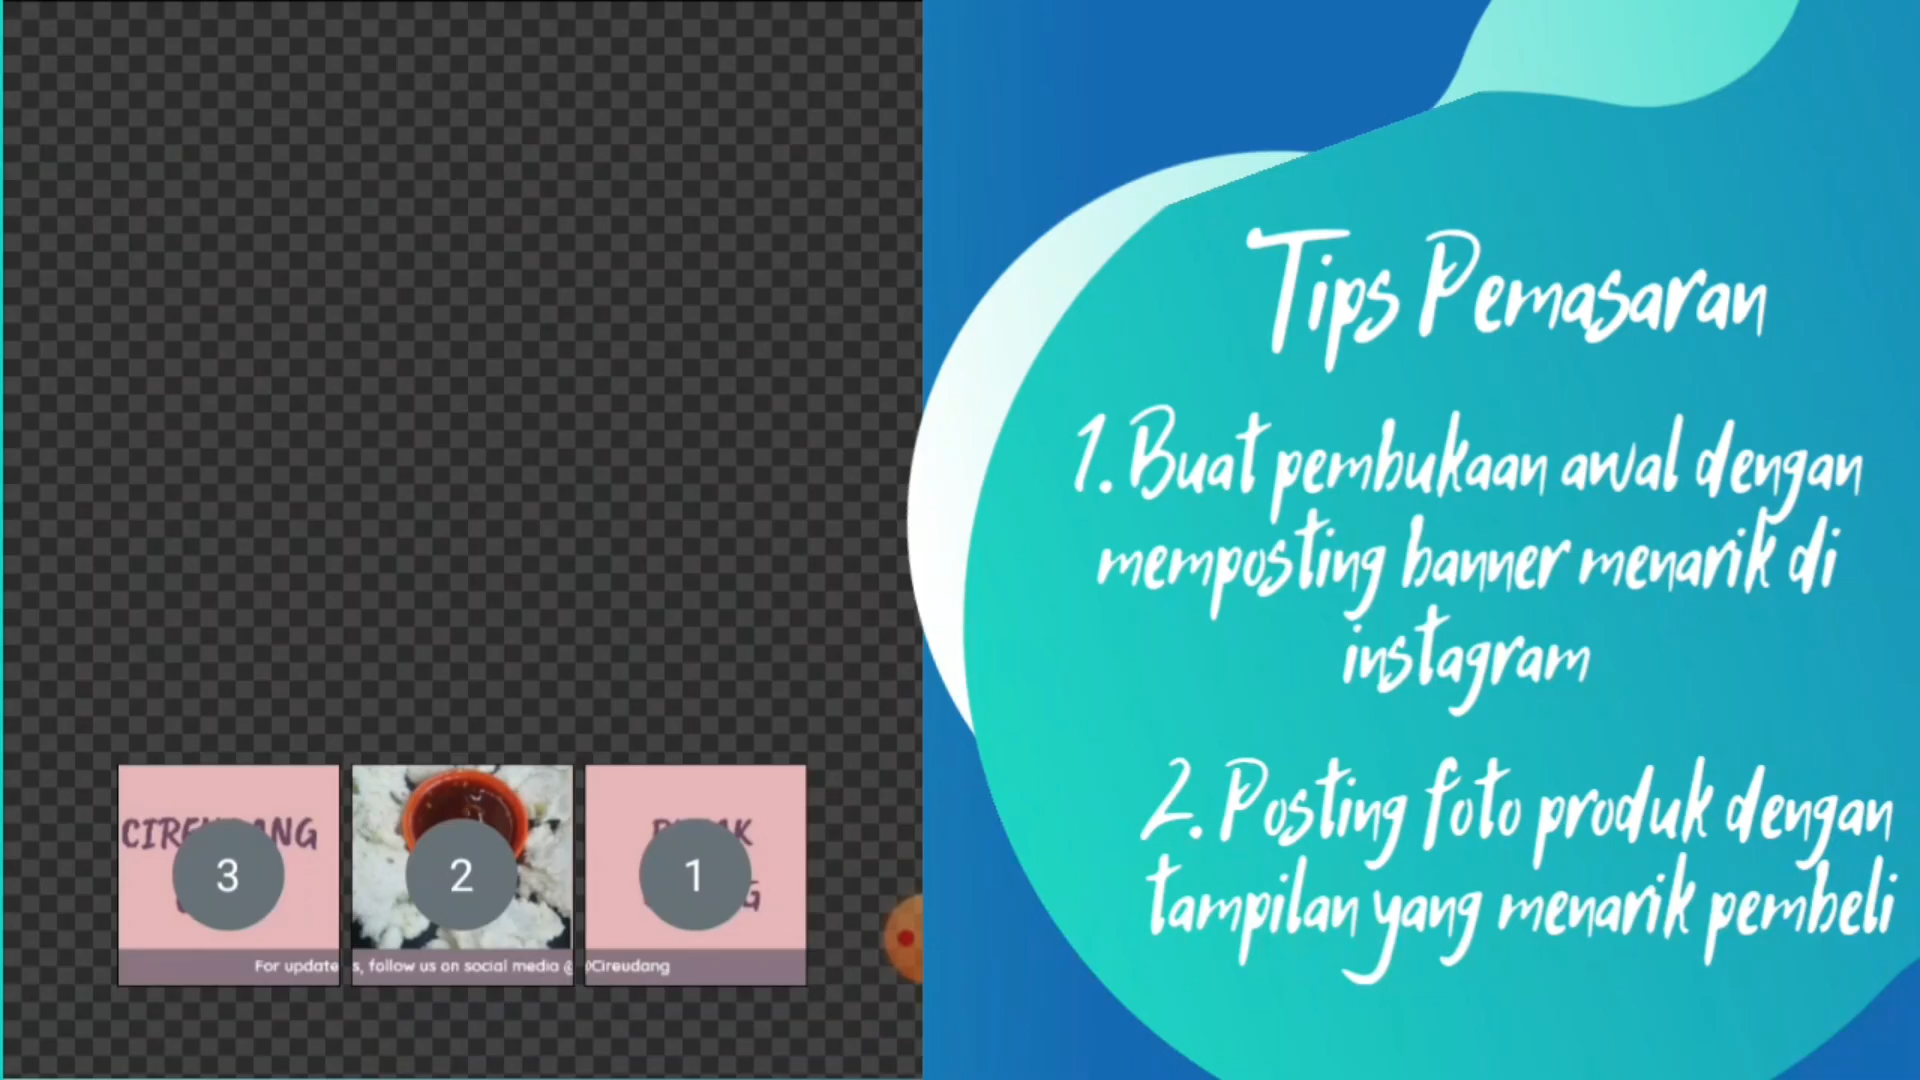 Tips Pemasaran
1. Buat pembukaan awal dengan
memposting banner menarik di
instagram
2. Posting foto produk dengan
tampilan yang menarik pembeli
3
2
1
For update s, follow us on social media @ @Cireudang